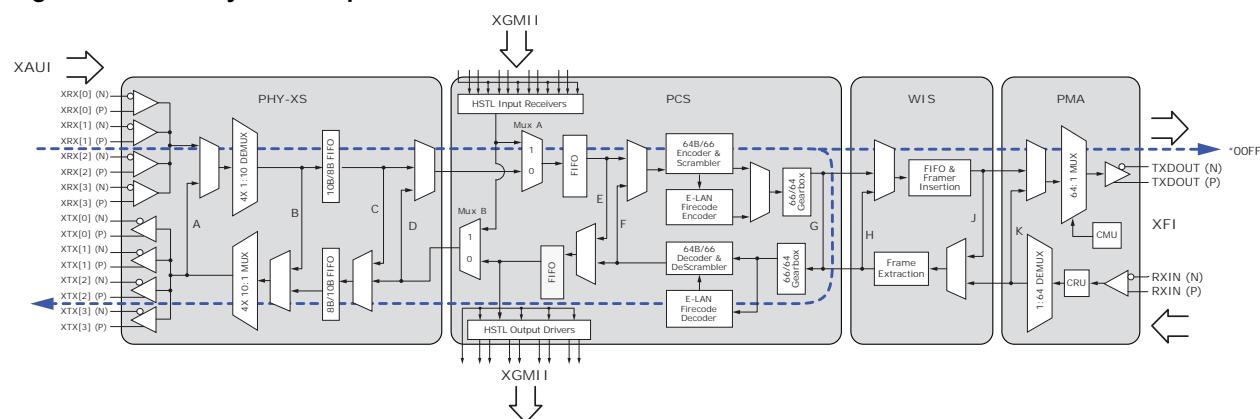 XGMII
XAUI
PHY-XS
PCS
WIS
PMA
XRX[0] (N)
XRX[0] (P)
XRX[1] (N)
XRX[1] (P)
XRX[2] (N)
XRX[2] (P)
XRX[3] (N)
XRX[3] (P)
XTX[0] (N)
XTX[0] (P)
XTX[1] (N)
XTX[1] (P)
XTX[2] (N)
XTX[2] (P)
XTX[3] (N)
XTX[3] (P)
A
4X 1:10 DEMUX
4X 10: 1 MUX
B
10B/8B FIFO
8B/10B FIFO
C
D
HSTL Input Receivers
Mux A
1
0
FIFO
Mux B
1
0
FIFO
E
F
64B/66
Encoder &
Scrambler
E-LAN
Firecode
Encoder
66/64
Gearbox
64B/66
Decoder &
DeScrambler
E-LAN
Firecode
Decoder
66/64
Gearbox
G
HSTL Output Drivers
XGMII
H
FIFO &
Framer
Insertion
Frame
Extraction
J
K
64: 1 MUX
CMU
1:64 DEMUX
CRU
*00FF
TXDOUT (N)
TXDOUT (P)
XFI
RXIN (N)
RXIN (P)